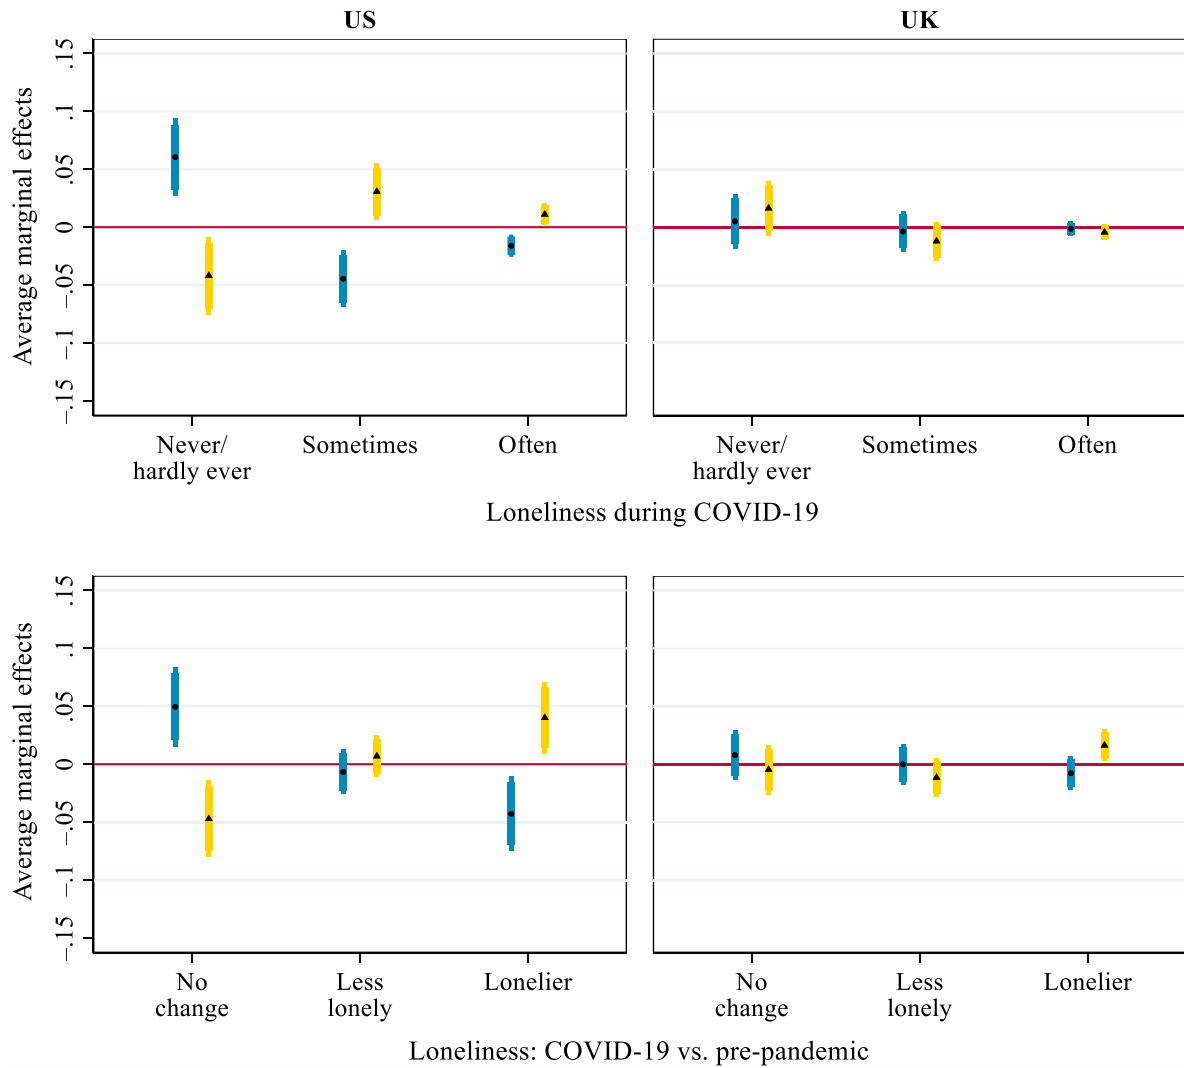 US
UK
Average marginal effects
.15
.1
.05
0
−.05
−.1
−.15
Never/
hardly ever
Sometimes
Often
Never/
hardly ever
Sometimes
Often
Loneliness during COVID-19
Average marginal effects
.15
.1
.05
0
−.05
−.1
−.15
No
change
Less
lonely
Lonelier
No
change
Less
lonely
Lonelier
Loneliness: COVID-19 vs. pre-pandemic